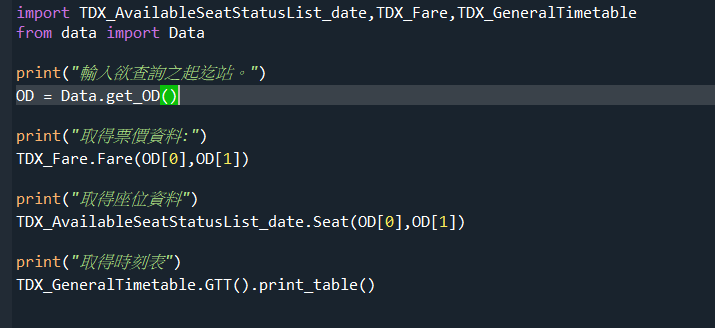 import TDX_AvailableSeatStatusList_date,TDX_Fare,TDX_GeneralTimetable
from data import Data
print("輸入欲查詢之起迄站。")
OD = Data.get_OD()
print("取得票價資料:")
TDX_Fare.Fare(OD[0],OD[1])
print("取得座位資料")
TDX_AvailableSeatStatusList_date.Seat(OD[0],OD[1])
print("取得時刻表")
TDX_GeneralTimetable.GTT().print_table()